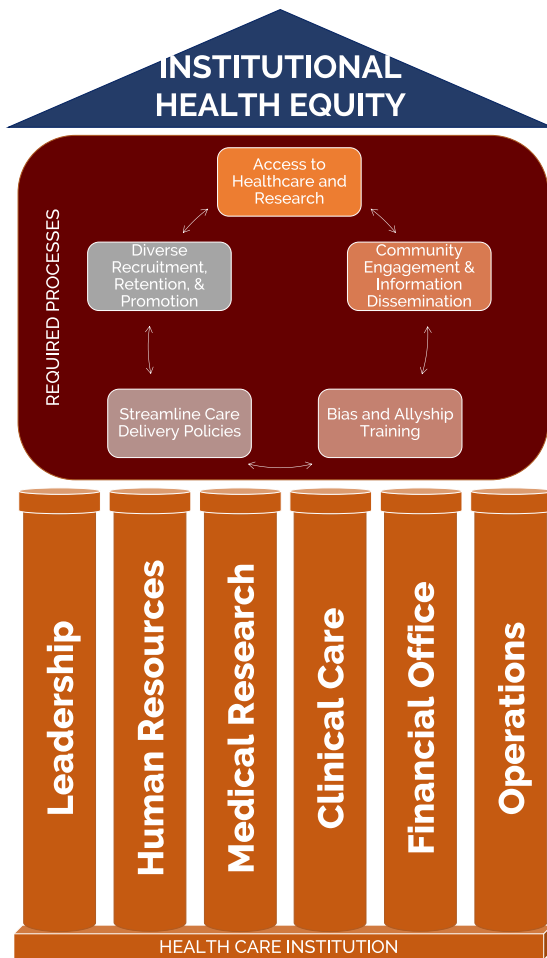 INSTITUTIONAL
HEALTH EQUITY
REQUIRED PROCESSES
Access to
Healthcare and
Research
Diverse
Recruitment,
Retention, &
Promotion
Community
Engagement &
Information
Dissemination
Streamline Care
Delivery Policies
Bias and Allyship
Training
Leadership
Human Resources
Medical Research
Clinical Care
Financial Office
Operations
HEALTH CARE INSTITUTION